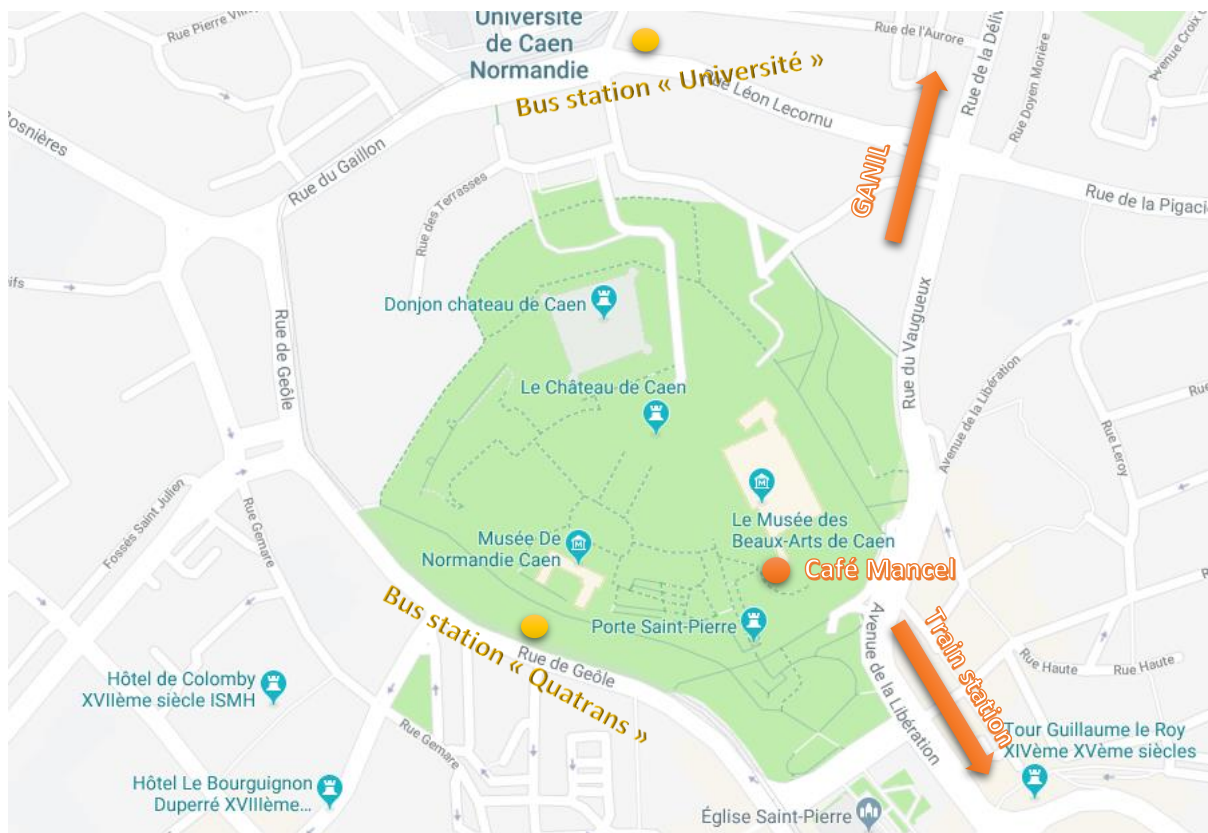 Université
de Caen
Normandie
Rue Pierre
Bus station « Université »
Rue de l'Aurore
Rue de la Déliv
Rue Doyen Morière
Avenue Croix
de Léon Lecornu
Rue de la Pigaciè
GANIL
Rosnières
Rue du Gaillon
Rue des Terrasses
ifs
Donjon chateau de Caen
Rue de Geôle
Le Château de Caen
Rue du Vaugueux
Avenue de la Libération
Rue
Rue Leroy
Fossés Saint Julien
Rue Gemare
Le Musée des
Beaux-Arts de Caen
Musée De
Normandie Caen
Café Mancel
Bus station « Quatrans »
Porte Saint-Pierre
Rue de Geôle
Avenue de la Libération
Train station
Rue Haute
Rue Haute
Hôtel de Colomby
XVIIème siècle ISMH
Rue Gemare
Tour Guillaume le Roy
XIVème XVème siècles
Hôtel Le Bourguignon
Duperré XVIIIème...
Église Saint-Pierre